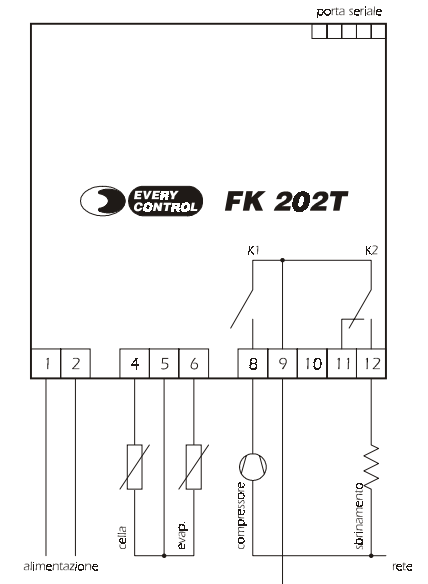 porta seriale
EVERY
CONTROL
FK 202T
K1 K2
1 2 4 5 6 8 9 10 11 12
cella
evap.
compressore
sbrinamento
alimentazione
rete